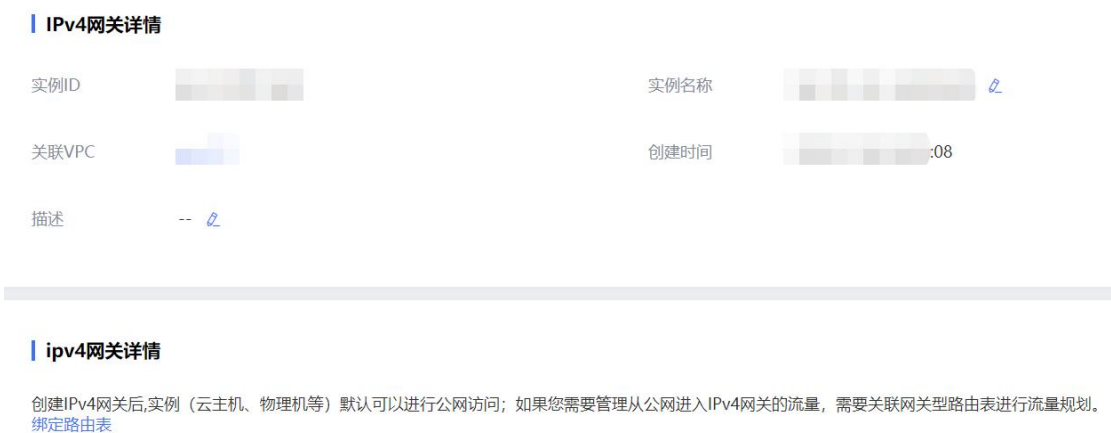 IPv4网关详情
实例ID 实例名称
关联VPC 创建时间 :08
描述 --
ipv4网关详情
创建IPv4网关后,实例（云主机、物理机等）默认可以进行公网访问；如果您需要管理从公网进入IPv4网关的流量，需要关联网关型路由表进行流量规划。
绑定路由表